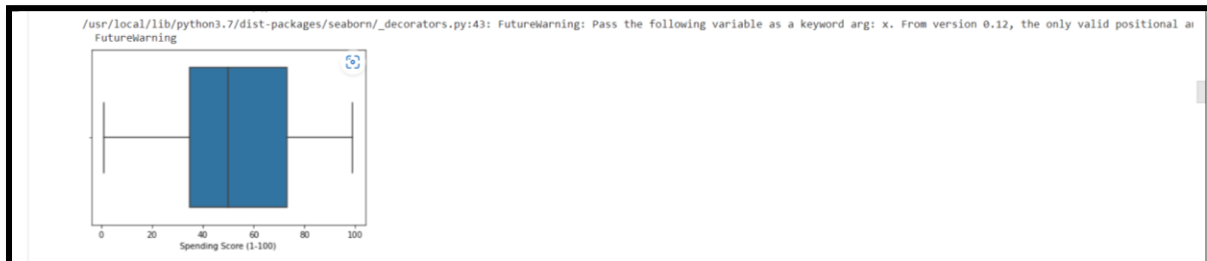 /usr/local/lib/python3.7/dist-packages/seaborn/_decorators.py:43: FutureWarning: Pass the following variable as a keyword arg: x. From version 0.12, the only valid positional
FutureWarning
0 20 40 60 80 100
Spending Score (1-100)